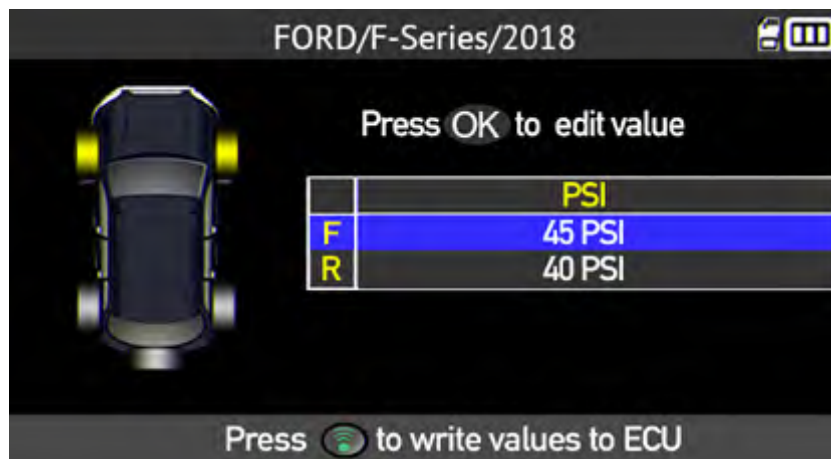 FORD/F-Series/2018
Press OK to edit value
PSI
F 45 PSI
R 40 PSI
Press to write values to ECU